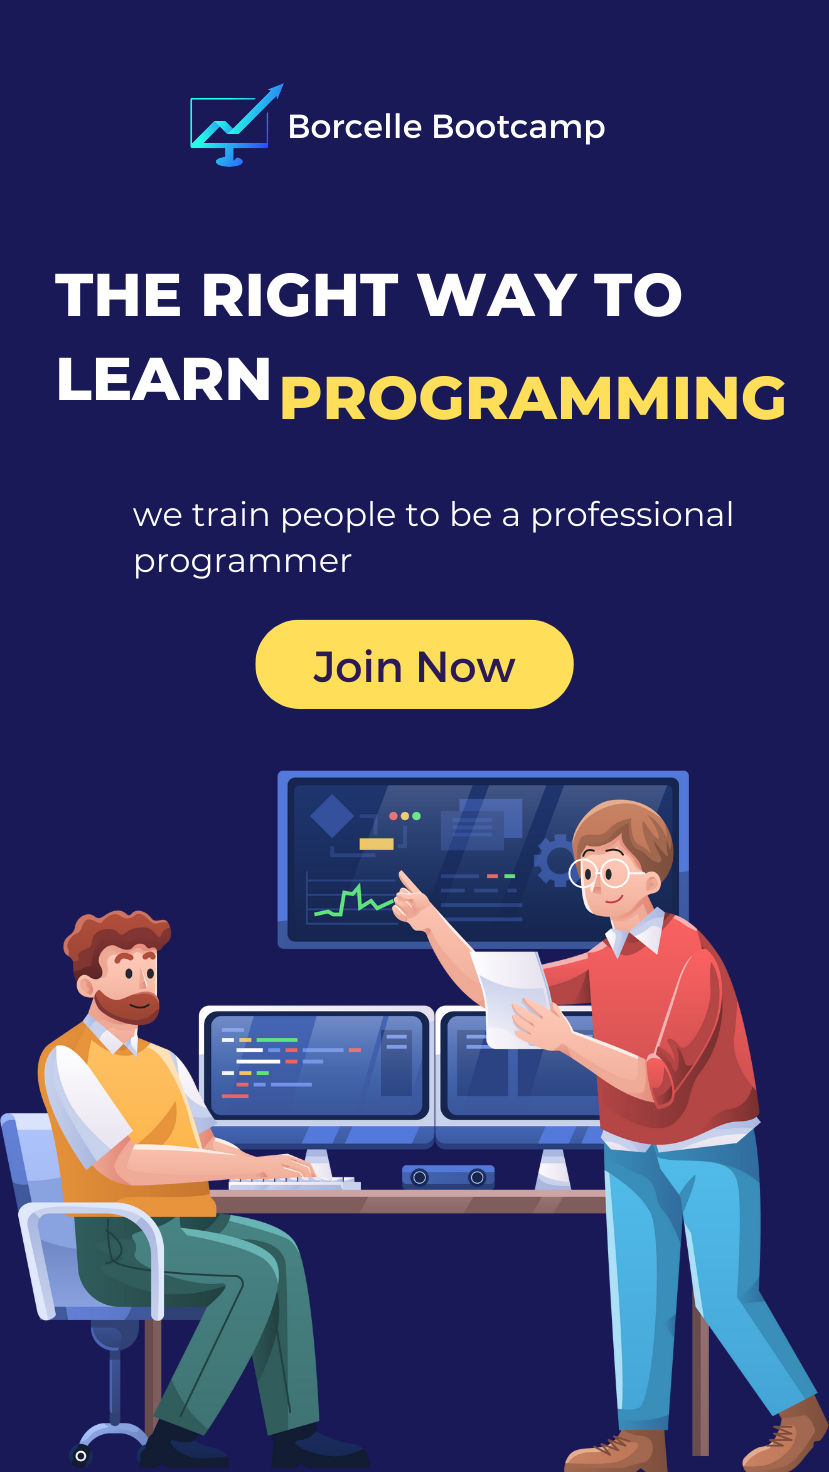 Borcelle Bootcamp
THE RIGHT WAY TO
LEARN PROGRAMMING
we train people to be a professional
programmer
Join Now